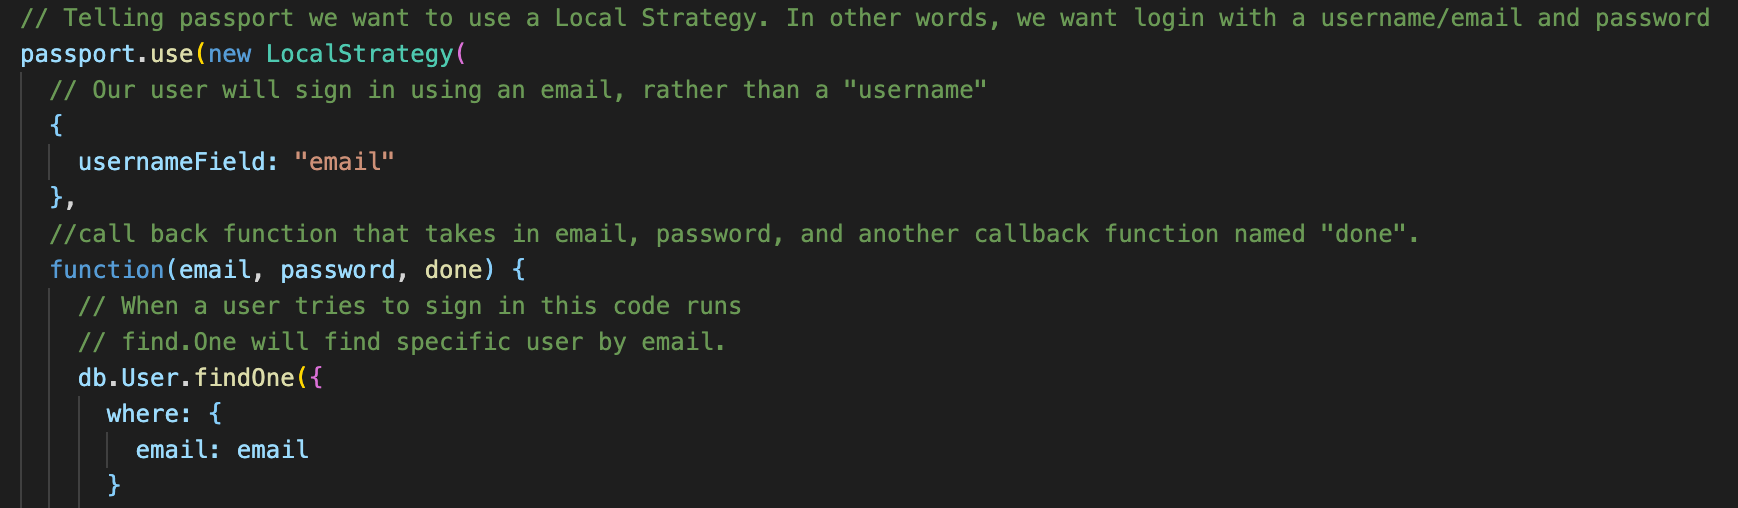 // Telling passport we want to use a Local Strategy. In other words, we want login with a username/email and password
passport.use(new LocalStrategy(
  // Our user will sign in using an email, rather than a "username"
  {
    usernameField: "email"
  },
  //call back function that takes in email, password, and another callback function named "done".
  function(email, password, done) {
    // When a user tries to sign in this code runs
    // find.One will find specific user by email.
    db.User.findOne({
      where: {
        email: email
      }